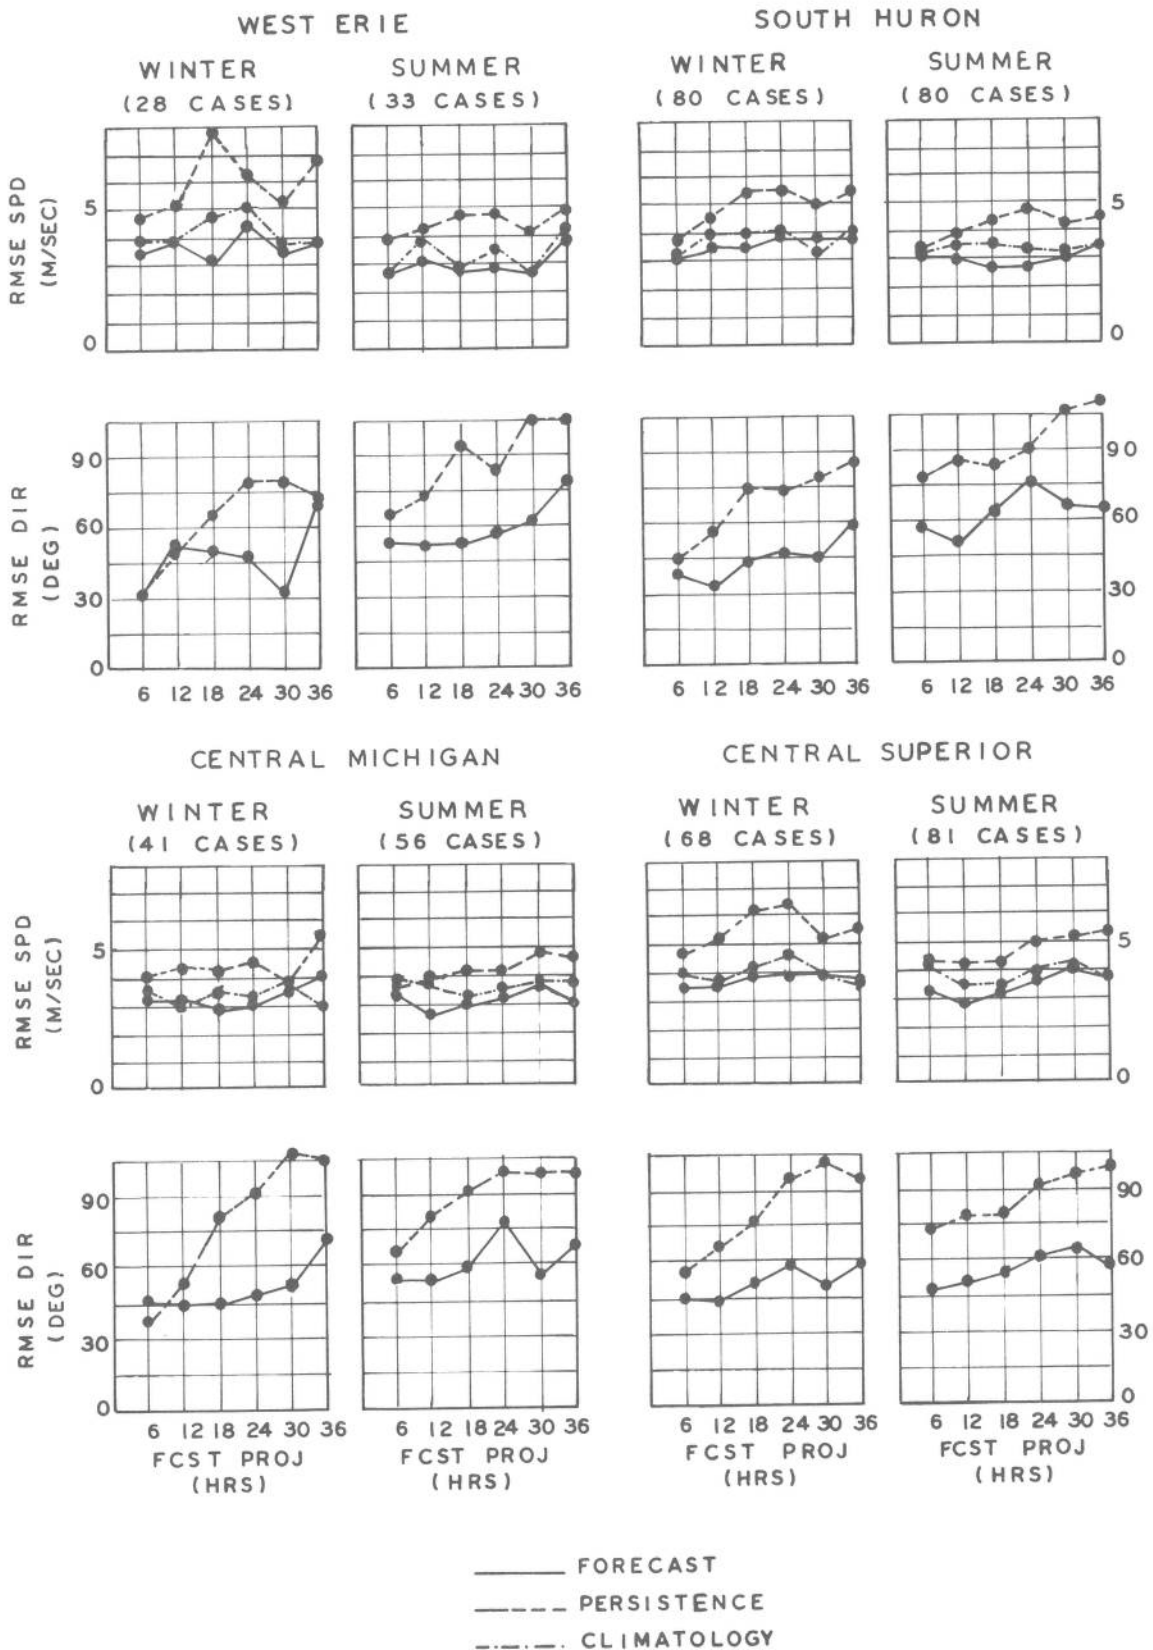 WEST ERIE
SOUTH HURON
WINTER
(28 CASES)
SUMMER
(33 CASES)
WINTER
(80 CASES)
SUMMER
(80 CASES)
RMSE SPD
(M/SEC)
5
0
5
0
RMSE DIR
(DEG)
90
60
30
0
90
60
30
0
6 12 18 24 30 36
6 12 18 24 30 36
6 12 18 24 30 36
6 12 18 24 30 36
CENTRAL MICHIGAN
CENTRAL SUPERIOR
WINTER
(41 CASES)
SUMMER
(56 CASES)
WINTER
(68 CASES)
SUMMER
(81 CASES)
RMSE SPD
(M/SEC)
5
0
5
0
RMSE DIR
(DEG)
90
60
30
0
90
60
30
0
6 12 18 24 30 36
FCST PROJ
(HRS)
6 12 18 24 30 36
FCST PROJ
(HRS)
6 12 18 24 30 36
FCST PROJ
(HRS)
6 12 18 24 30 36
FCST PROJ
(HRS)
FORECAST
PERSISTENCE
CLIMATOLOGY